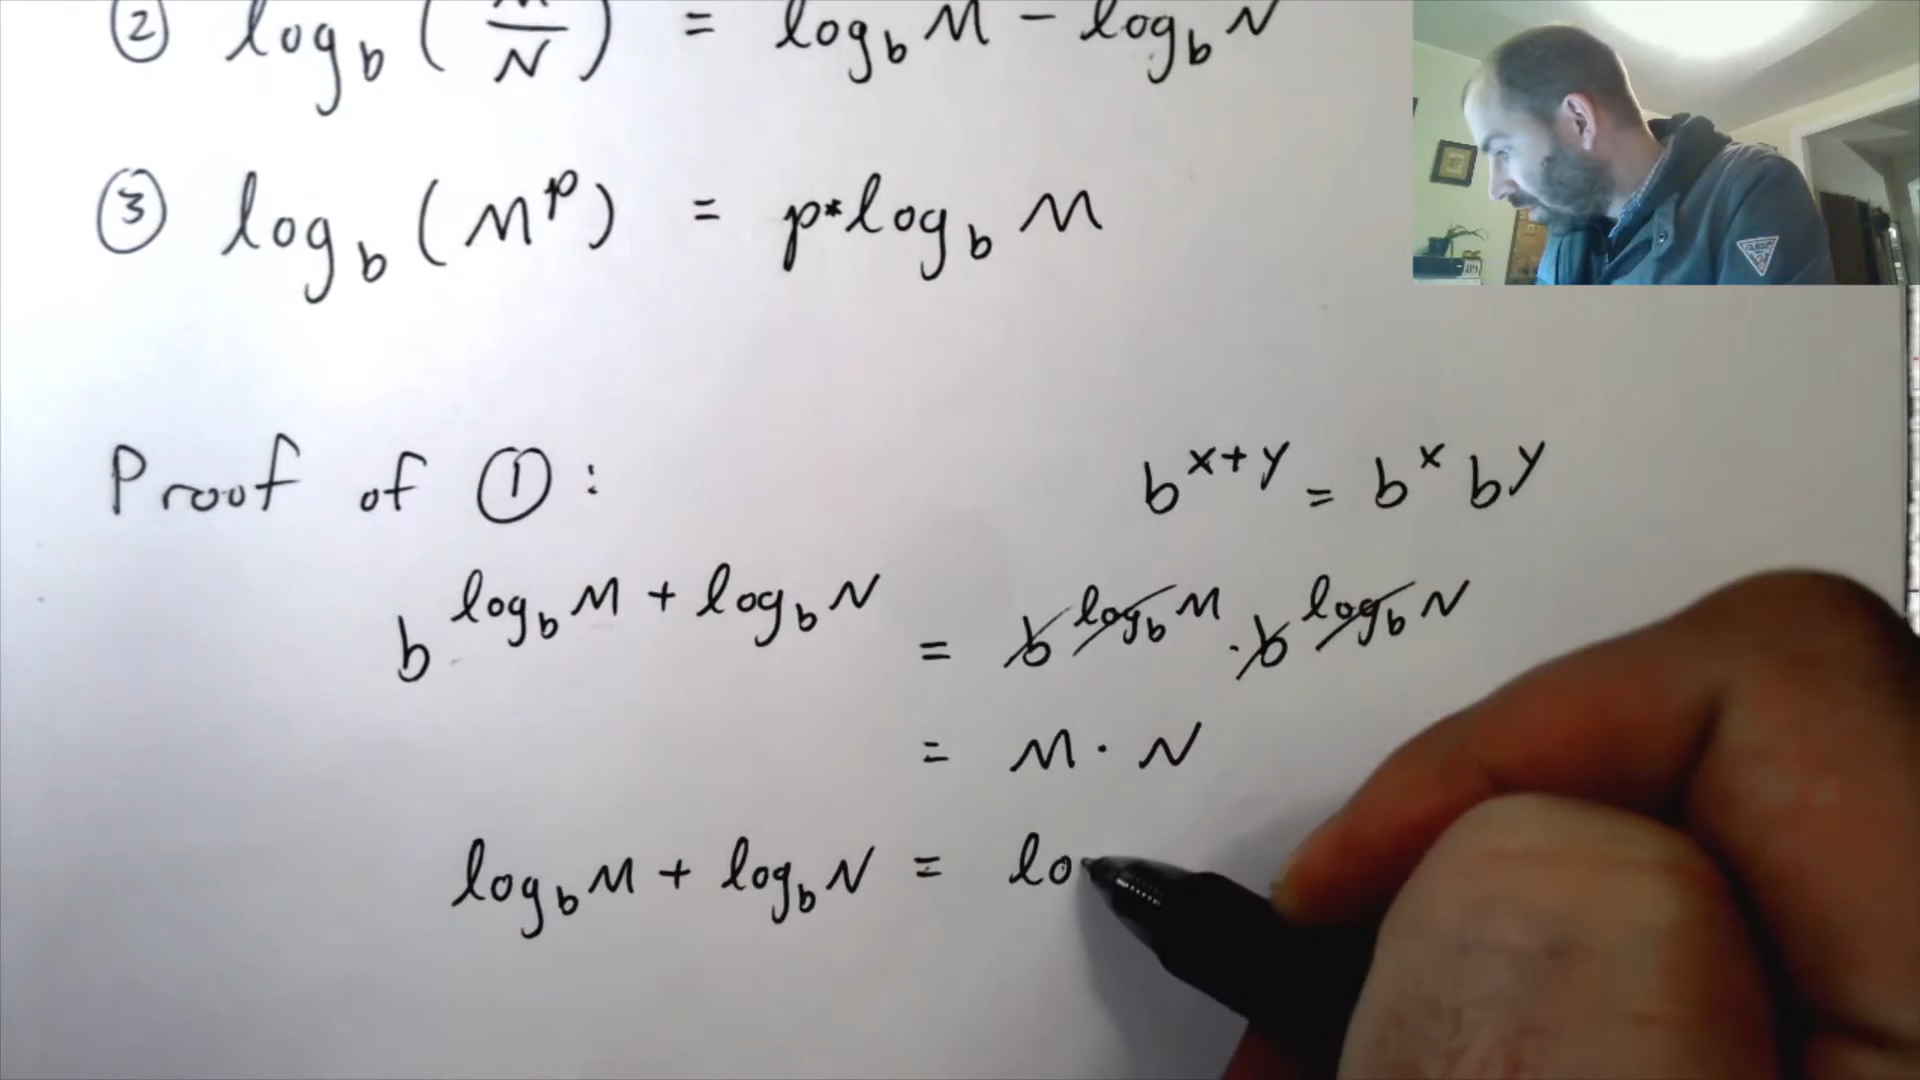 ② log_b (M/N) = log_b M - log_b N
③ log_b (M^p) = p*log_b M
Proof of ①:
b^(x+y) = b^x b^y
b^(log_b M + log_b N) = b^(log_b M) · b^(log_b N)
= M · N
log_b M + log_b N = lo